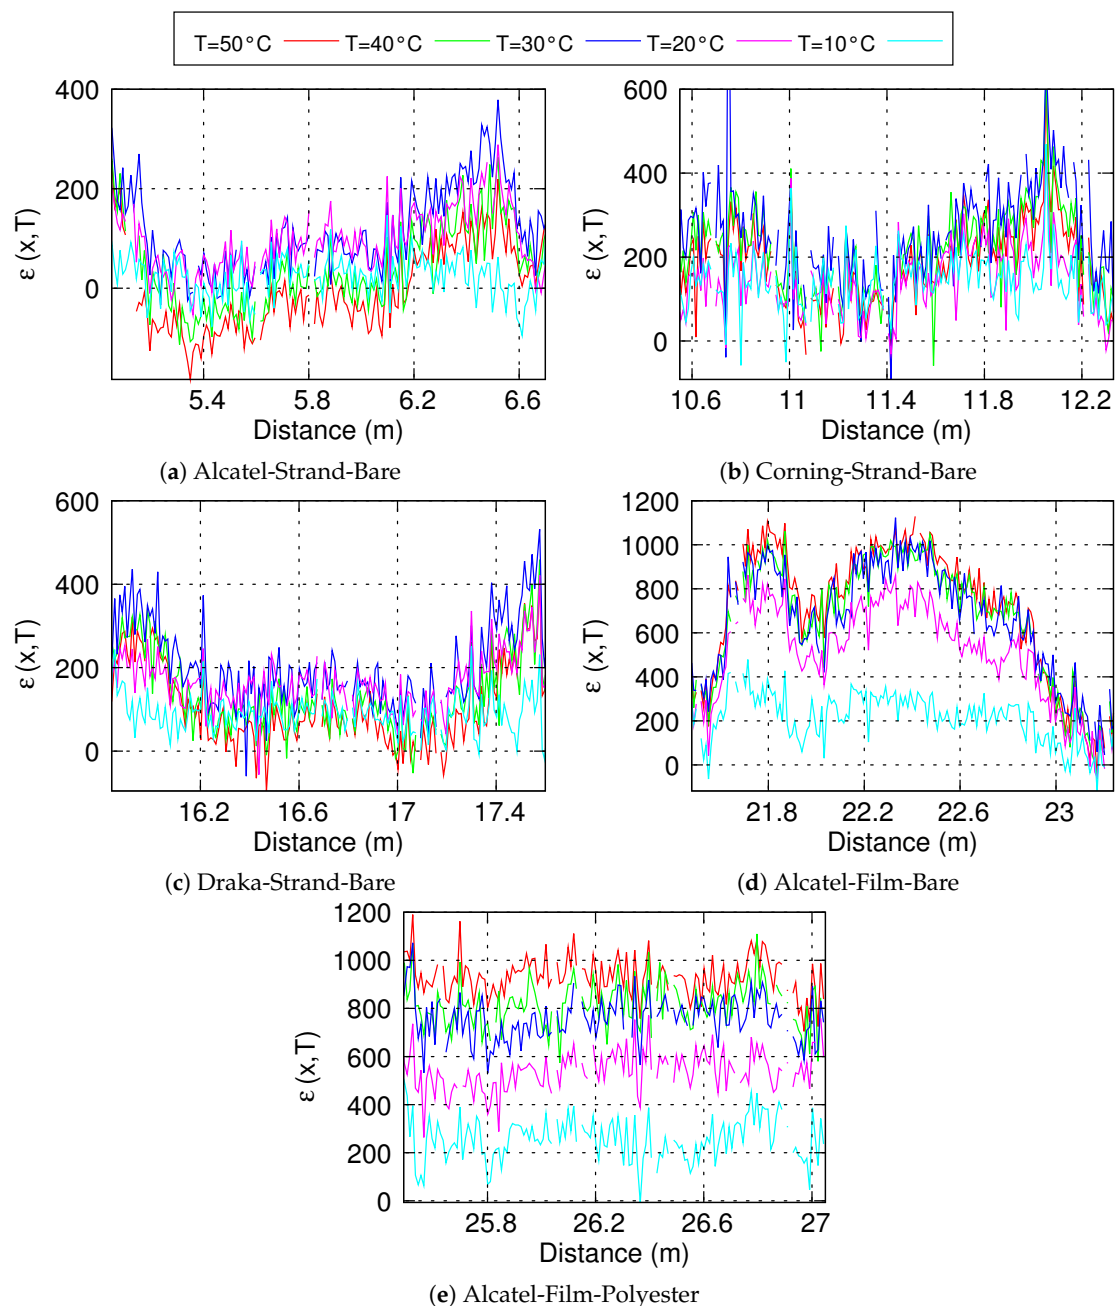 T=50°C T=40°C T=30°C T=20°C T=10°C
400
200
0
ε (x,T)
5.4 5.8 6.2 6.6
Distance (m)
(a) Alcatel-Strand-Bare
600
400
200
0
ε (x,T)
10.6 11 11.4 11.8 12.2
Distance (m)
(b) Corning-Strand-Bare
600
400
200
0
ε (x,T)
16.2 16.6 17 17.4
Distance (m)
(c) Draka-Strand-Bare
1200
1000
800
600
400
200
0
ε (x,T)
21.8 22.2 22.6 23
Distance (m)
(d) Alcatel-Film-Bare
1200
1000
800
600
400
200
0
ε (x,T)
25.8 26.2 26.6 27
Distance (m)
(e) Alcatel-Film-Polyester